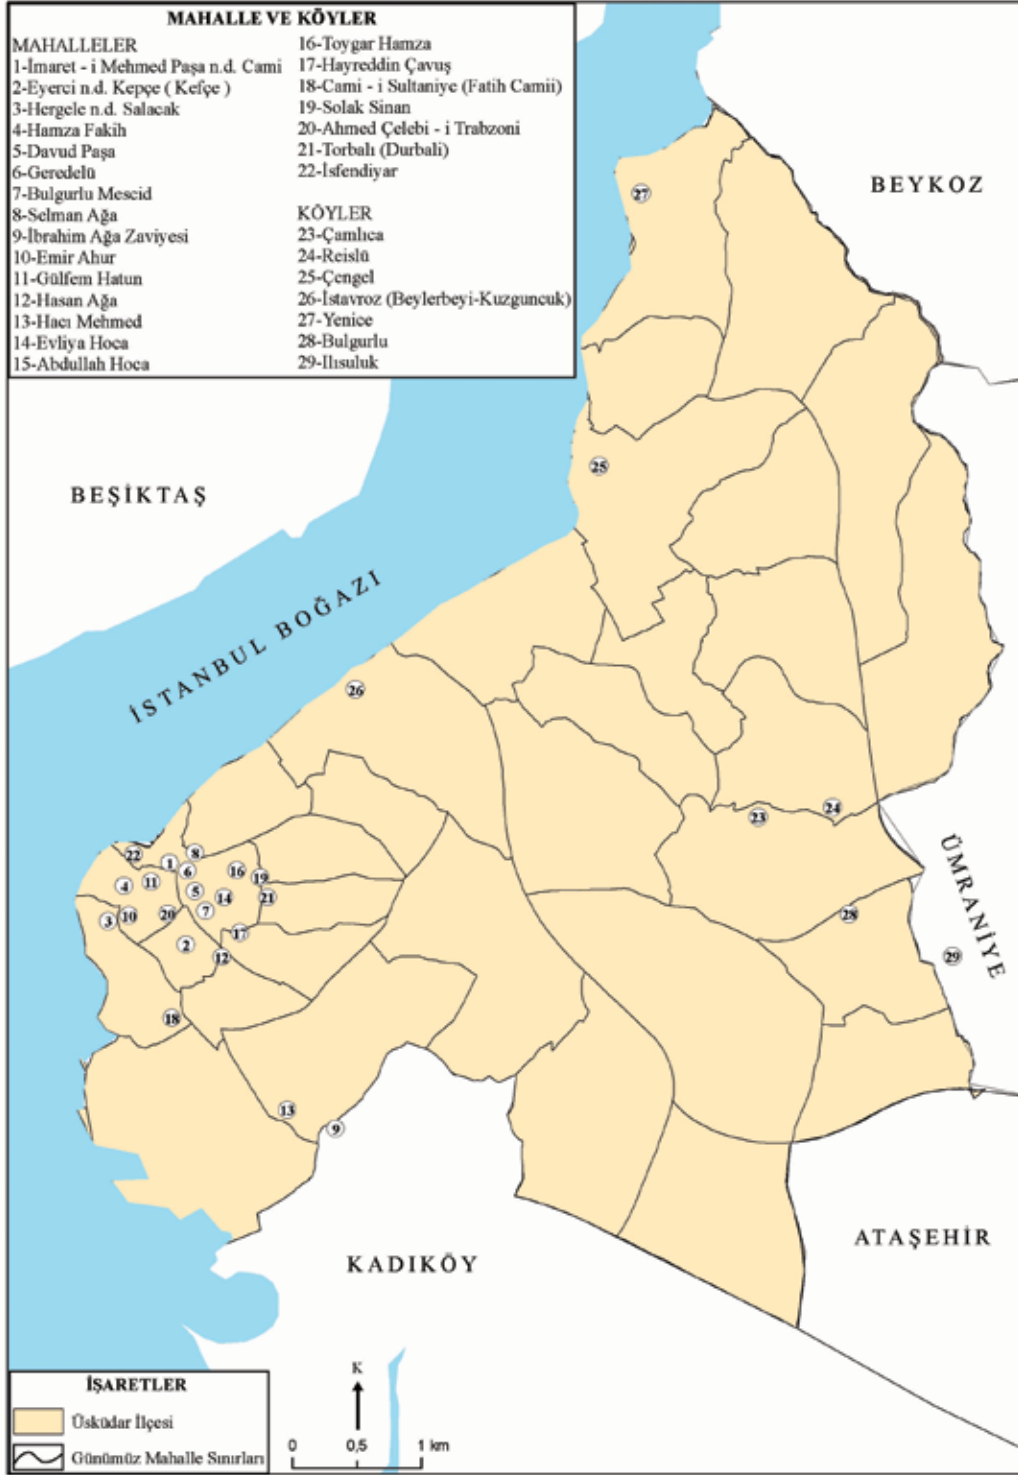 MAHALLE VE KÖYLER
MAHALLELER
1-İmaret - i Mehmed Paşa n.d. Cami
2-Eyerci n.d. Kepçe ( Kefçe )
3-Hergele n.d. Salacak
4-Hamza Fakih
5-Davud Paşa
6-Geredelü
7-Bulgurlu Mescid
8-Selman Ağa
9-İbrahim Ağa Zaviyesi
10-Emir Ahur
11-Gülfem Hatun
12-Hasan Ağa
13-Hacı Mehmed
14-Evliya Hoca
15-Abdullah Hoca
16-Toygar Hamza
17-Hayreddin Çavuş
18-Cami - i Sultaniye (Fatih Camii)
19-Solak Sinan
20-Ahmed Çelebi - i Trabzoni
21-Torbalı (Durbali)
22-İsfendiyar
KÖYLER
23-Çamlıca
24-Reislü
25-Çengel
26-İstavroz (Beylerbeyi-Kuzguncuk)
27-Yenice
28-Bulgurlu
29-Ilısuluk
BEYKOZ
27
25
BEŞİKTAŞ
İSTANBUL BOĞAZI
26
23
24
ÜMRANİYE
22
1
8
6
16
19
4
11
5
14
21
3
10
20
7
2
17
12
28
29
18
13
9
KADIKÖY
ATAŞEHİR
İŞARETLER
Üsküdar İlçesi
Günümüz Mahalle Sınırları
K
0 0,5 1 km